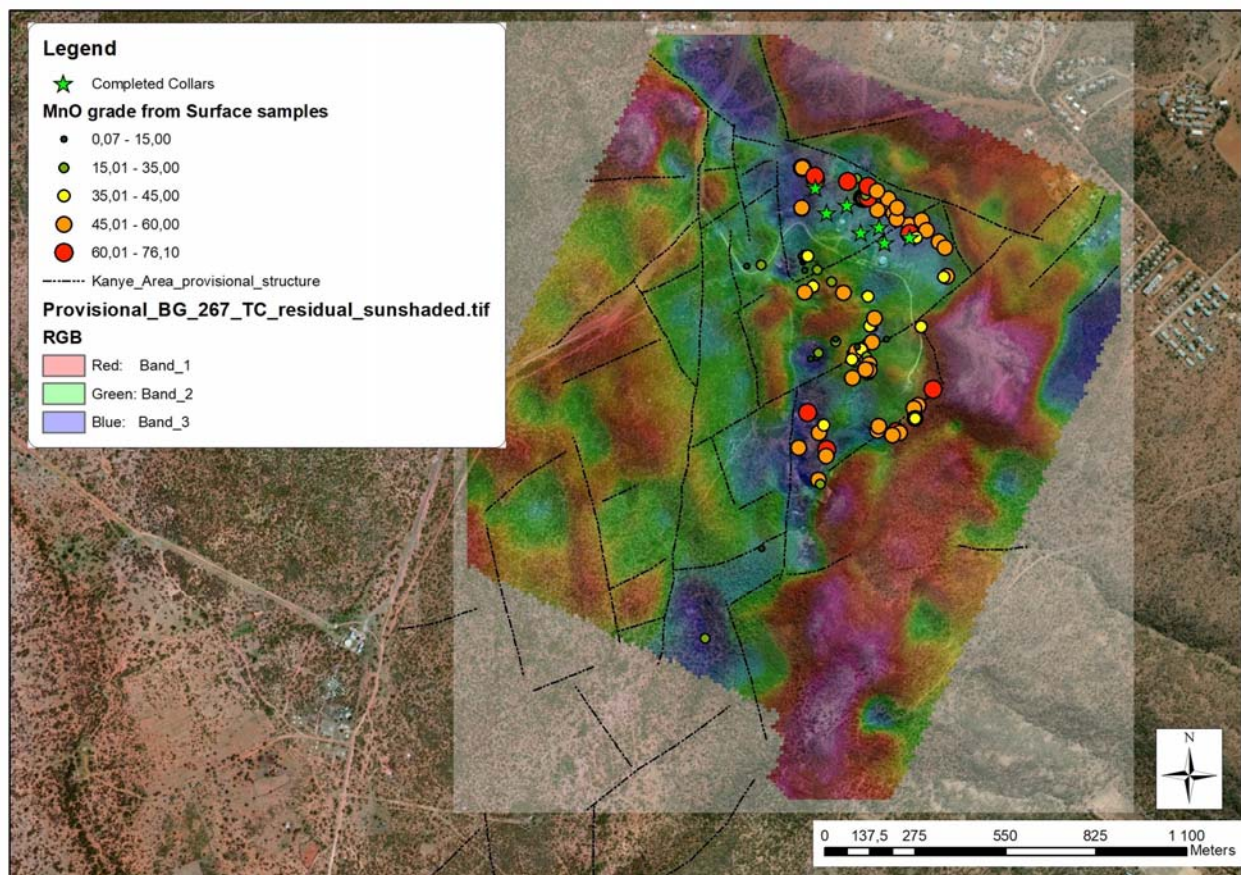 Legend
Completed Collars
MnO grade from Surface samples
0,07 - 15,00
15,01 - 35,00
35,01 - 45,00
45,01 - 60,00
60,01 - 76,10
Kanye_Area_provisional_structure
Provisional_BG_267_TC_residual_sunshaded.tif
RGB
Red: Band_1
Green: Band_2
Blue: Band_3
N
0 137,5 275 550 825 1 100
Meters